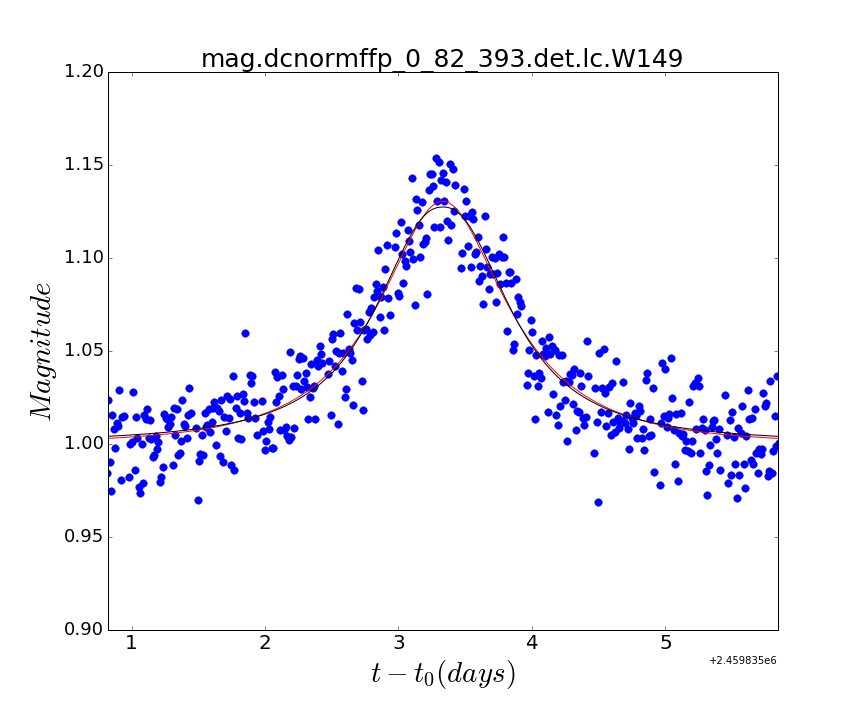 mag.dcnormffp_0_82_393.det.lc.W149
1.20
1.15
1.10
1.05
1.00
0.95
0.90
Magnitude
1 2 3 4 5
+2.459835e6
t − t₀(days)